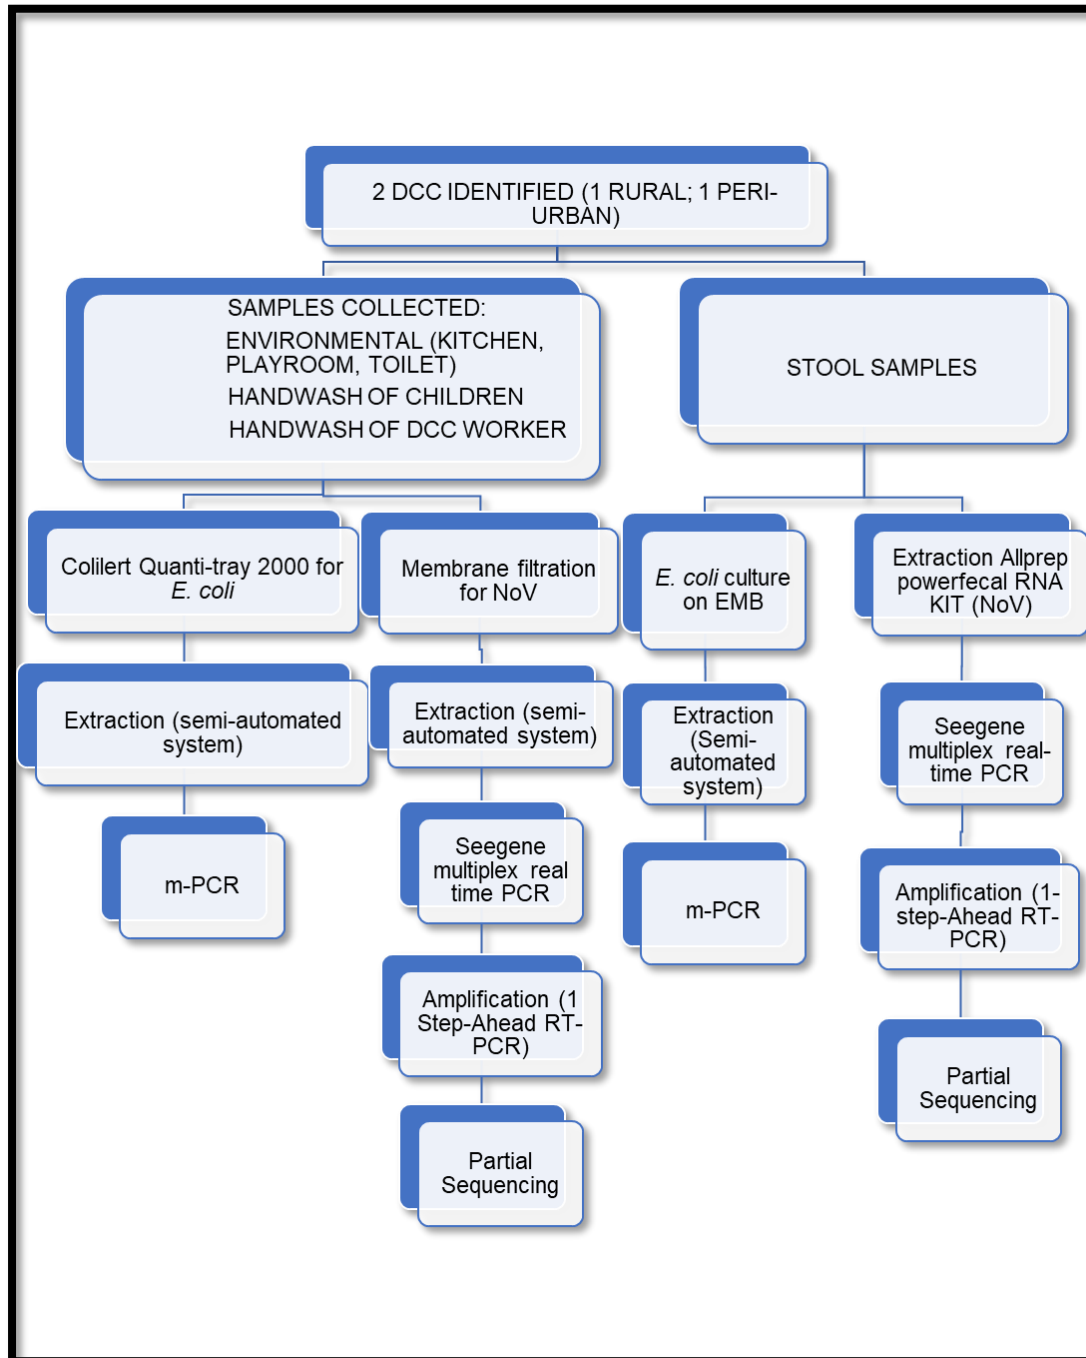 2 DCC IDENTIFIED (1 RURAL; 1 PERI-
URBAN)
SAMPLES COLLECTED:
ENVIRONMENTAL (KITCHEN,
PLAYROOM, TOILET)
HANDWASH OF CHILDREN
HANDWASH OF DCC WORKER
STOOL SAMPLES
Colilert Quanti-tray 2000 for
E. coli
Extraction (semi-automated
system)
m-PCR
Membrane filtration
for NoV
Extraction (semi-
automated system)
Seegene
multiplex real
time PCR
Amplification (1
Step-Ahead RT-
PCR)
Partial
Sequencing
E. coli culture
on EMB
Extraction
(Semi-
automated
system)
m-PCR
Extraction Allprep
powerfecal RNA
KIT (NoV)
Seegene
multiplex real-
time PCR
Amplification (1-
step-Ahead RT-
PCR)
Partial
Sequencing